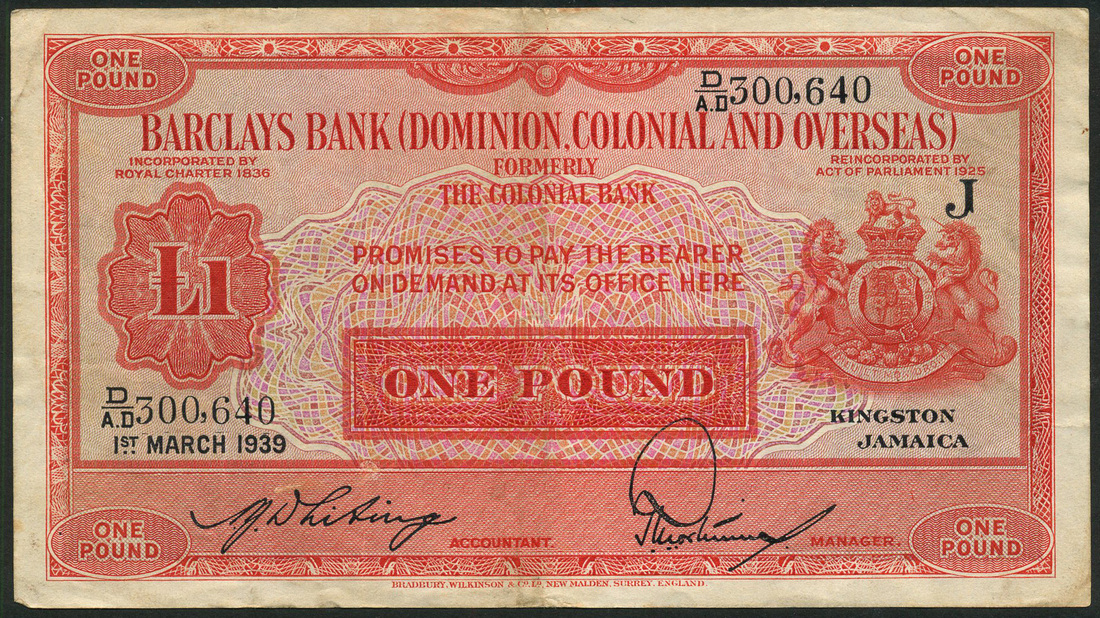 ONE POUND
ONE POUND
D/A.D 300,640
BARCLAYS BANK (DOMINION, COLONIAL AND OVERSEAS)
INCORPORATED BY
ROYAL CHARTER 1836
FORMERLY
THE COLONIAL BANK
REINCORPORATED BY
ACT OF PARLIAMENT 1925
J
£1
PROMISES TO PAY THE BEARER
ON DEMAND, AT ITS OFFICE HERE
ONE POUND
D/A.D 300,640
1ST MARCH 1939
KINGSTON
JAMAICA
ONE POUND
ACCOUNTANT.
MANAGER.
ONE POUND
BRADBURY, WILKINSON & Co. LD. NEW MALDEN, SURREY, ENGLAND.